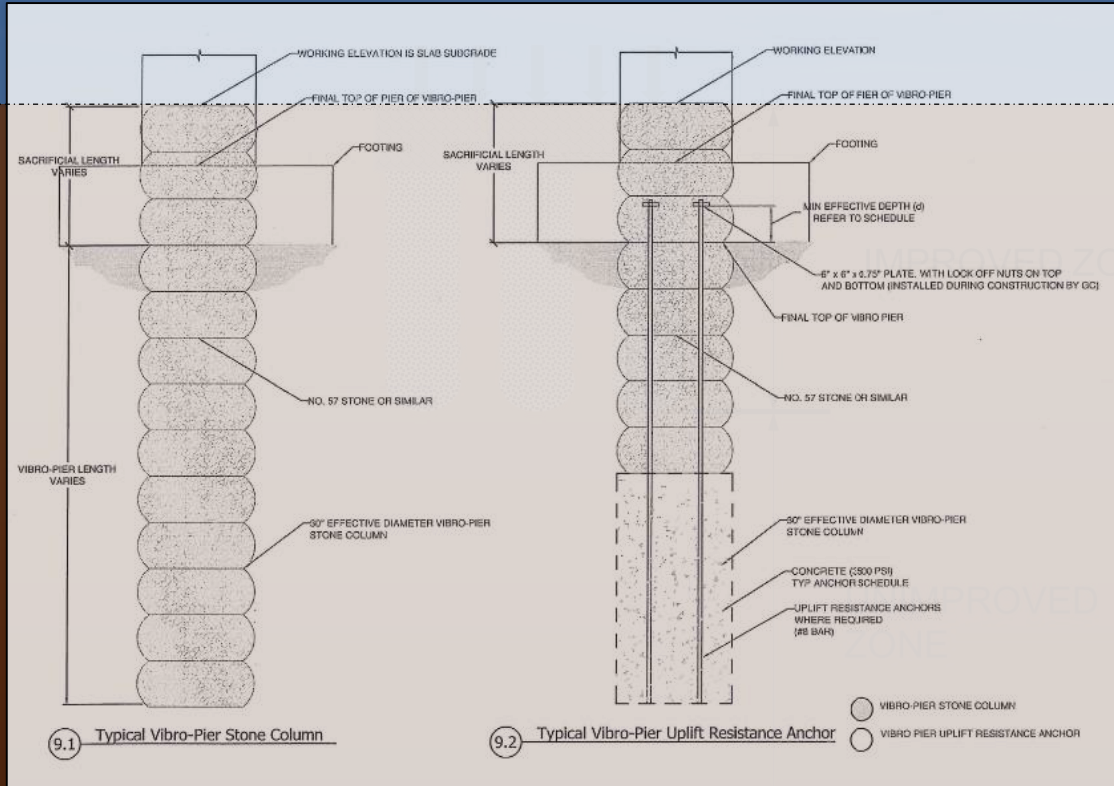 WORKING ELEVATION IS SLAB SUBGRADE
FINAL TOP OF PIER OF VIBRO-PIER
FOOTING
SACRIFICIAL LENGTH
VARIES
VIBRO-PIER LENGTH
VARIES
NO. 57 STONE OR SIMILAR
30" EFFECTIVE DIAMETER VIBRO-PIER
STONE COLUMN
9.1
Typical Vibro-Pier Stone Column
WORKING ELEVATION
FINAL TOP OF PIER OF VIBRO-PIER
FOOTING
SACRIFICIAL LENGTH
VARIES
MIN EFFECTIVE DEPTH (d)
REFER TO SCHEDULE
IMPROVED ZO
6" x 6" x 0.75" PLATE. WITH LOCK OFF NUTS ON TOP
AND BOTTOM (INSTALLED DURING CONSTRUCTION BY GC)
FINAL TOP OF VIBRO PIER
NO. 57 STONE OR SIMILAR
30" EFFECTIVE DIAMETER VIBRO-PIER
STONE COLUMN
CONCRETE (3500 PSI)
TYP ANCHOR SCHEDULE
UNIMPROVED
ZONE
UPLIFT RESISTANCE ANCHORS
WHERE REQUIRED
(#8 BAR)
9.2
Typical Vibro-Pier Uplift Resistance Anchor
VIBRO-PIER STONE COLUMN
VIBRO PIER UPLIFT RESISTANCE ANCHOR